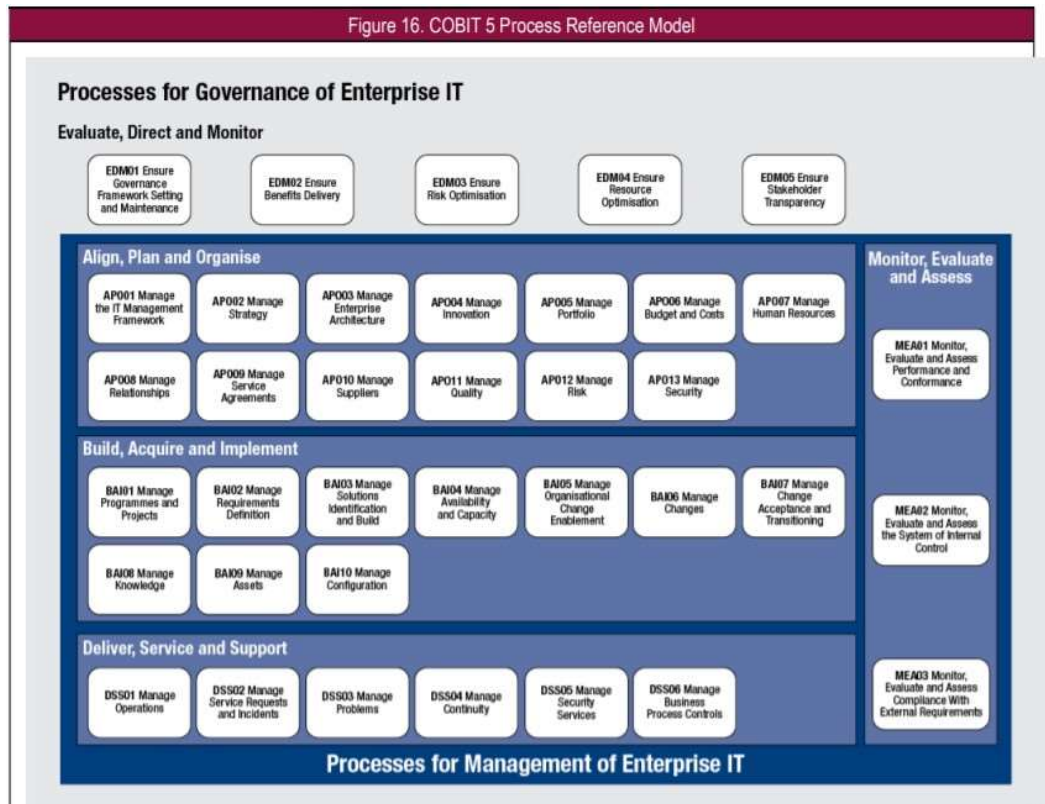 Figure 16. COBIT 5 Process Reference Model
Processes for Governance of Enterprise IT
Evaluate, Direct and Monitor
EDM01 Ensure
Governance
Framework Setting
and Maintenance
EDM02 Ensure
Benefits Delivery
EDM03 Ensure
Risk Optimisation
EDM04 Ensure
Resource
Optimisation
EDM05 Ensure
Stakeholder
Transparency
Align, Plan and Organise
APO01 Manage
the IT Management
Framework
APO02 Manage
Strategy
APO03 Manage
Enterprise
Architecture
APO04 Manage
Innovation
APO05 Manage
Portfolio
APO06 Manage
Budget and Costs
APO07 Manage
Human Resources
APO08 Manage
Relationships
APO09 Manage
Service
Agreements
APO10 Manage
Suppliers
APO11 Manage
Quality
APO12 Manage
Risk
APO13 Manage
Security
Build, Acquire and Implement
BAI01 Manage
Programmes and
Projects
BAI02 Manage
Requirements
Definition
BAI03 Manage
Solutions
Identification
and Build
BAI04 Manage
Availability
and Capacity
BAI05 Manage
Organisational
Change
Enablement
BAI06 Manage
Changes
BAI07 Manage
Change
Acceptance and
Transitioning
BAI08 Manage
Knowledge
BAI09 Manage
Assets
BAI10 Manage
Configuration
Deliver, Service and Support
DSS01 Manage
Operations
DSS02 Manage
Service Requests
and Incidents
DSS03 Manage
Problems
DSS04 Manage
Continuity
DSS05 Manage
Security
Services
DSS06 Manage
Business
Process Controls
Monitor, Evaluate
and Assess
MEA01 Monitor,
Evaluate and Assess
Performance and
Conformance
MEA02 Monitor,
Evaluate and Assess
the System of Internal
Control
MEA03 Monitor,
Evaluate and Assess
Compliance With
External Requirements
Processes for Management of Enterprise IT